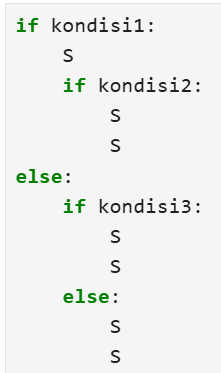 if kondisi1:
    S
    if kondisi2:
        S
        S
else:
    if kondisi3:
        S
        S
    else:
        S
        S